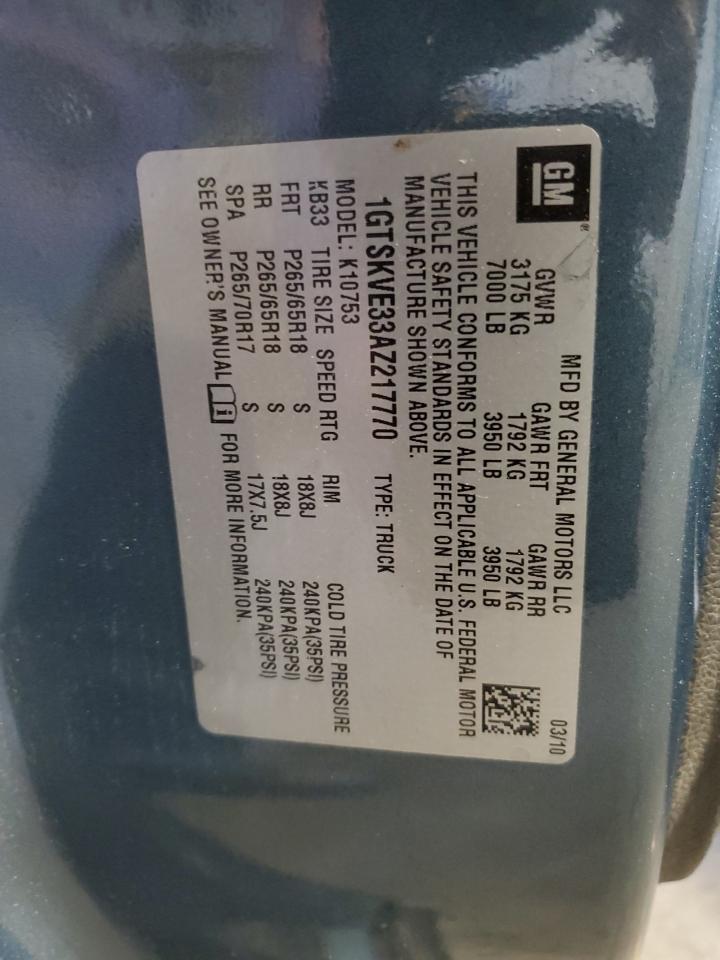 GM®
MFD BY GENERAL MOTORS LLC 03/10
GVWR GAWR FRT GAWR RR
3175 KG 1792 KG 1792 KG
7000 LB 3950 LB 3950 LB
THIS VEHICLE CONFORMS TO ALL APPLICABLE U.S. FEDERAL MOTOR
VEHICLE SAFETY STANDARDS IN EFFECT ON THE DATE OF
MANUFACTURE SHOWN ABOVE.
1GTSKVE33AZ217770 TYPE: TRUCK
MODEL: K10753
KB33 TIRE SIZE SPEED RTG RIM COLD TIRE PRESSURE
FRT P265/65R18 S 18X8J 240KPA(35PSI)
RR P265/65R18 S 18X8J 240KPA(35PSI)
SPA P265/70R17 S 17X7.5J 240KPA(35PSI)
SEE OWNER'S MANUAL FOR MORE INFORMATION.